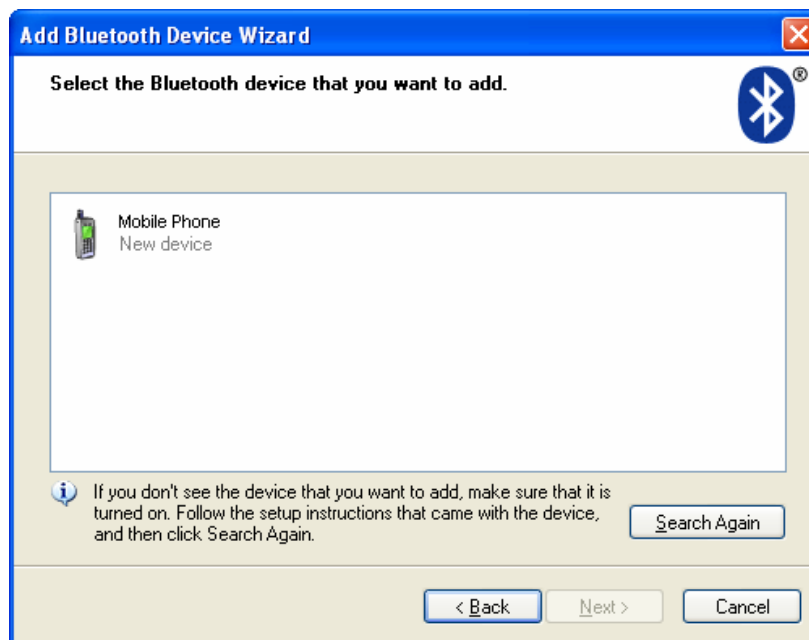 Add Bluetooth Device Wizard
Select the Bluetooth device that you want to add.
®
Mobile Phone
New device
If you don't see the device that you want to add, make sure that it is
turned on. Follow the setup instructions that came with the device,
and then click Search Again.
Search Again
< Back
Next >
Cancel